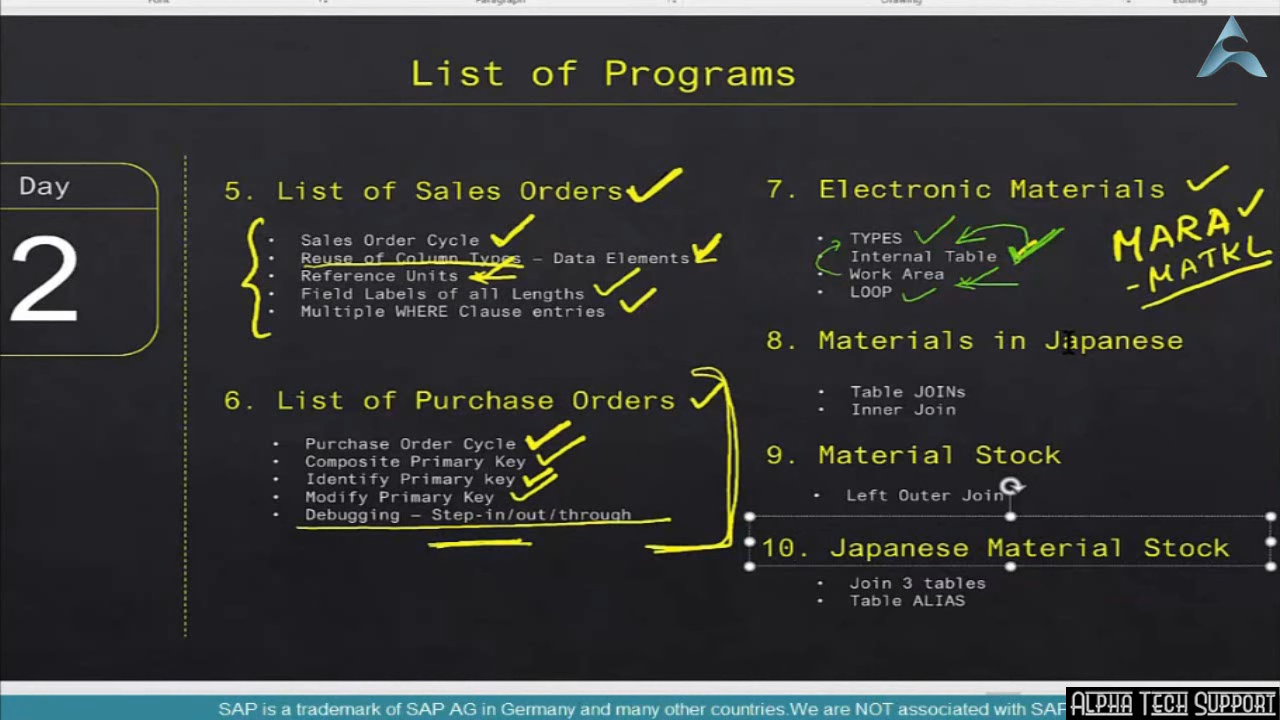 Font
Paragraph
Drawing
Editing
List of Programs
Day
2
5. List of Sales Orders
• Sales Order Cycle
• Reuse of Column Types – Data Elements
• Reference Units
• Field Labels of all Lengths
• Multiple WHERE Clause entries
6. List of Purchase Orders
• Purchase Order Cycle
• Composite Primary Key
• Identify Primary key
• Modify Primary Key
• Debugging – Step-in/out/through
7. Electronic Materials
• TYPES
• Internal Table
• Work Area
• LOOP
MARA
-MATKL
8. Materials in Japanese
• Table JOINs
• Inner Join
9. Material Stock
• Left Outer Join
10. Japanese Material Stock
• Join 3 tables
• Table ALIAS
SAP is a trademark of SAP AG in Germany and many other countries.We are NOT associated with SAP
ALPHA TECH SUPPORT